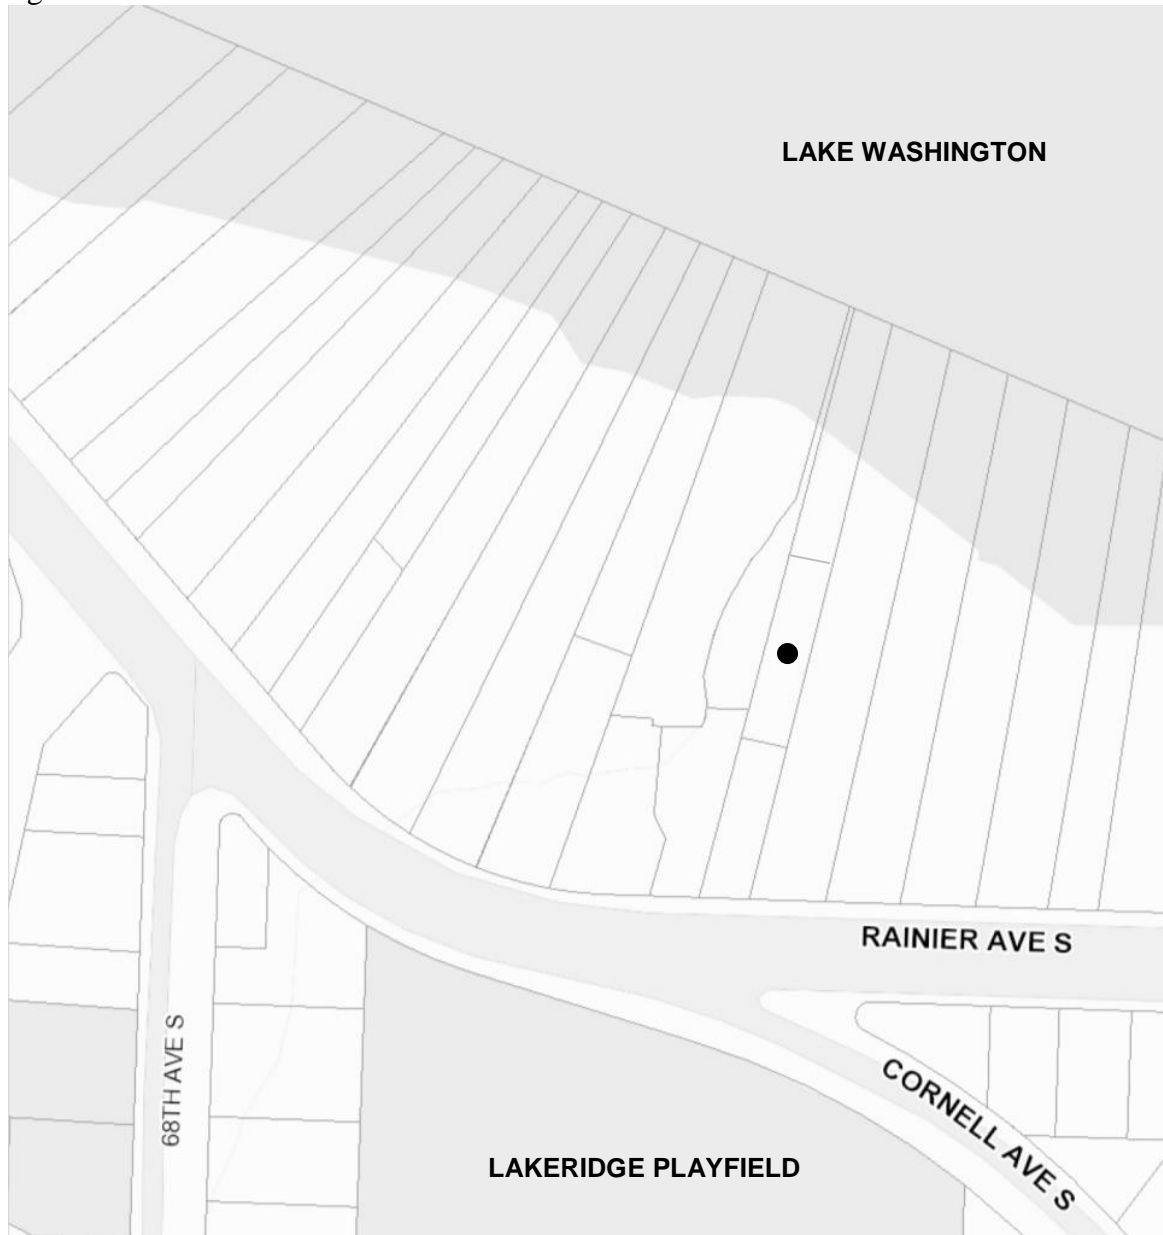 LAKE WASHINGTON
RAINIER AVE S
68TH AVE S
CORNELL AVE S
LAKERIDGE PLAYFIELD